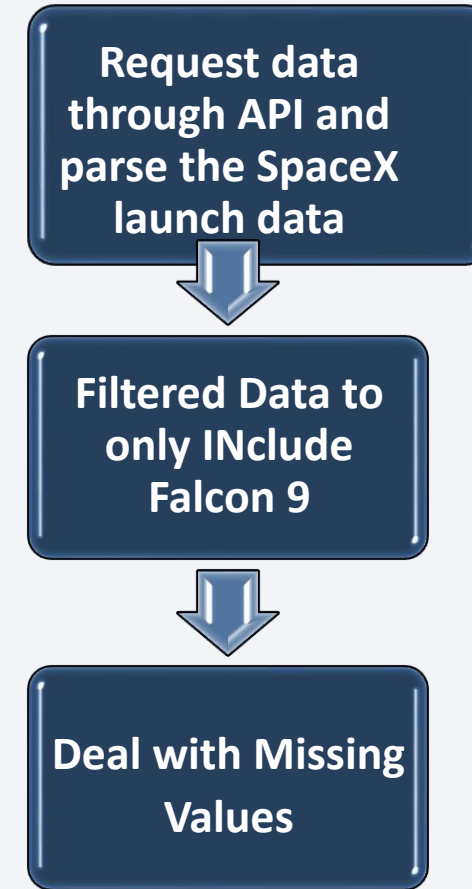 Request data
through API and
parse the SpaceX
launch data
Filtered Data to
only INclude
Falcon 9
Deal with Missing
Values